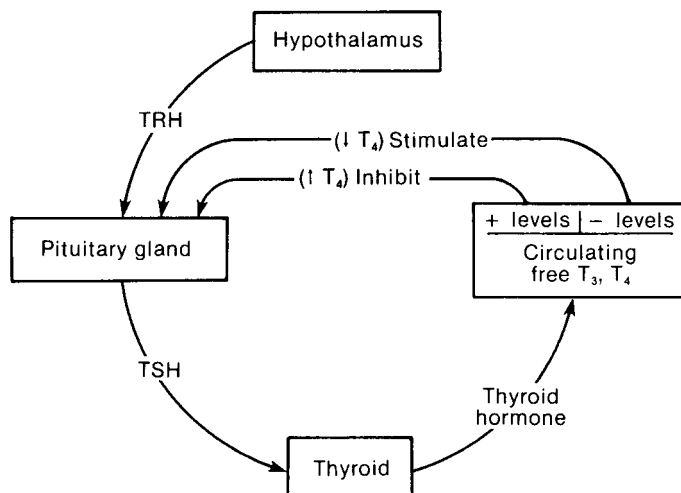 Hypothalamus
TRH
(↓ T₄) Stimulate
(↑ T₄) Inhibit
+ levels | - levels
Circulating
free T₃, T₄
Pituitary gland
TSH
Thyroid
hormone
Thyroid